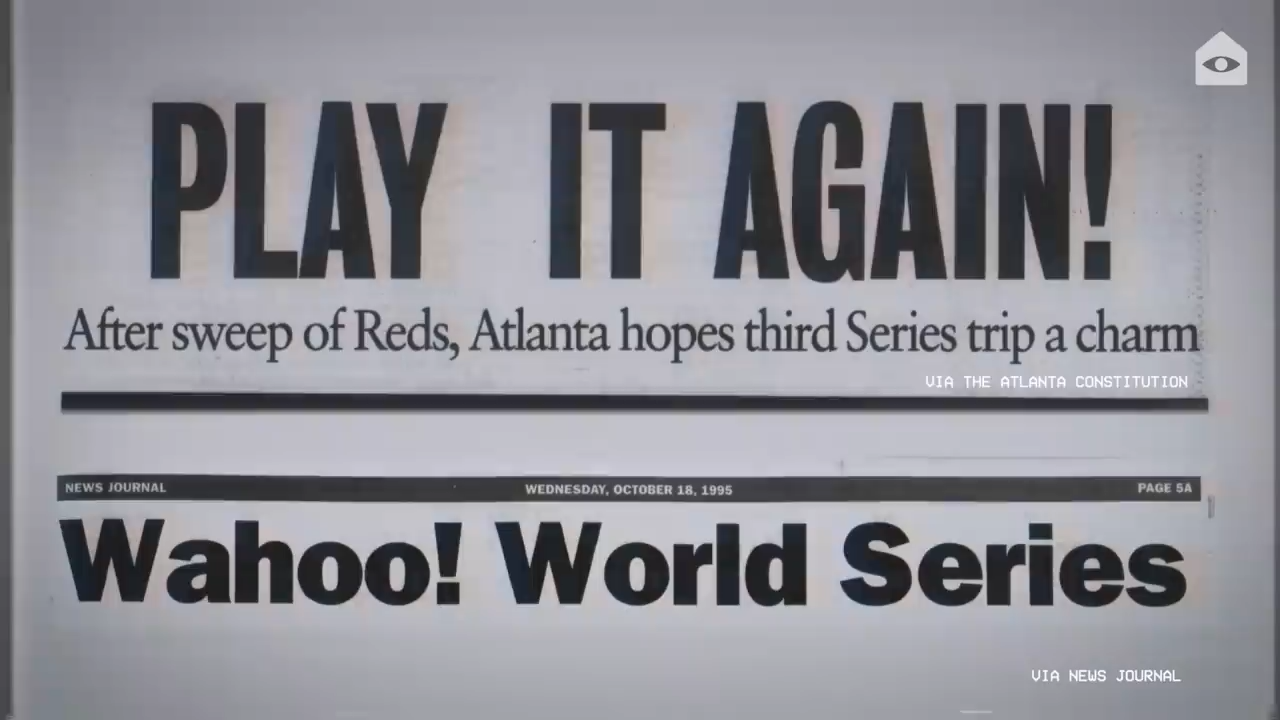 PLAY IT AGAIN!
After sweep of Reds, Atlanta hopes third Series trip a charm
VIA THE ATLANTA CONSTITUTION
NEWS JOURNAL WEDNESDAY, OCTOBER 18, 1995 PAGE 5A
Wahoo! World Series
VIA NEWS JOURNAL